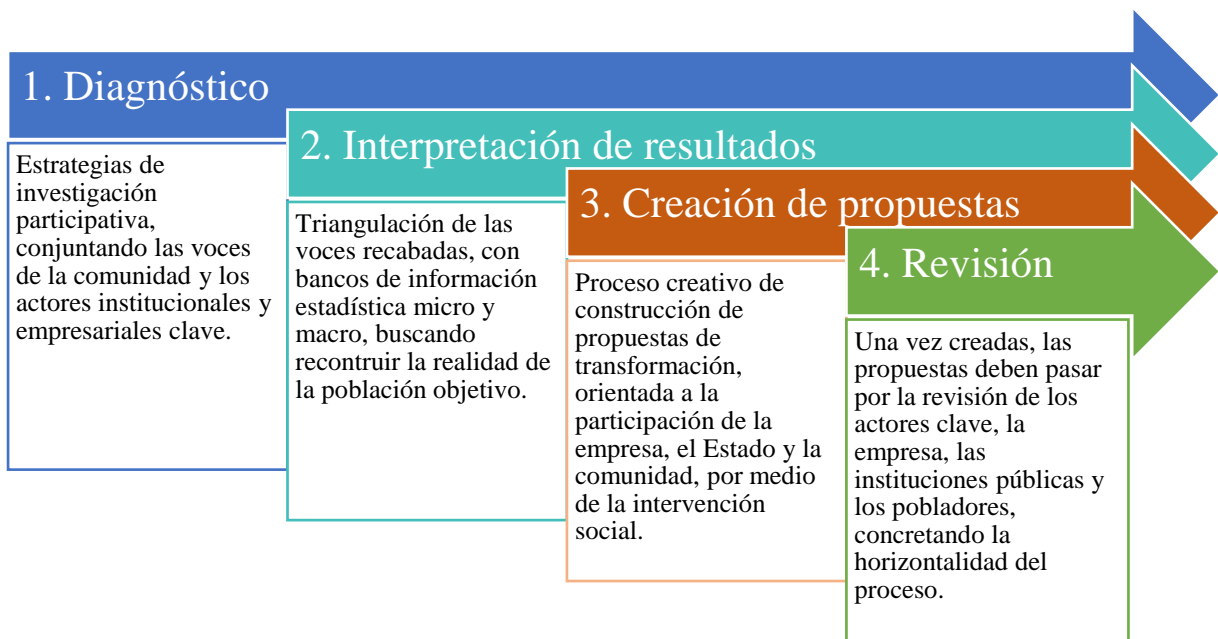 1. Diagnóstico
Estrategias de
investigación
participativa,
conjuntando las voces
de la comunidad y los
actores institucionales y
empresariales clave.
2. Interpretación de resultados
Triangulación de las
voces recabadas, con
bancos de información
estadística micro y
macro, buscando
recontruir la realidad de
la población objetivo.
3. Creación de propuestas
Proceso creativo de
construcción de
propuestas de
transformación,
orientada a la
participación de la
empresa, el Estado y la
comunidad, por medio
de la intervención
social.
4. Revisión
Una vez creadas, las
propuestas deben pasar
por la revisión de los
actores clave, la
empresa, las
instituciones públicas y
los pobladores,
concretando la
horizontalidad del
proceso.